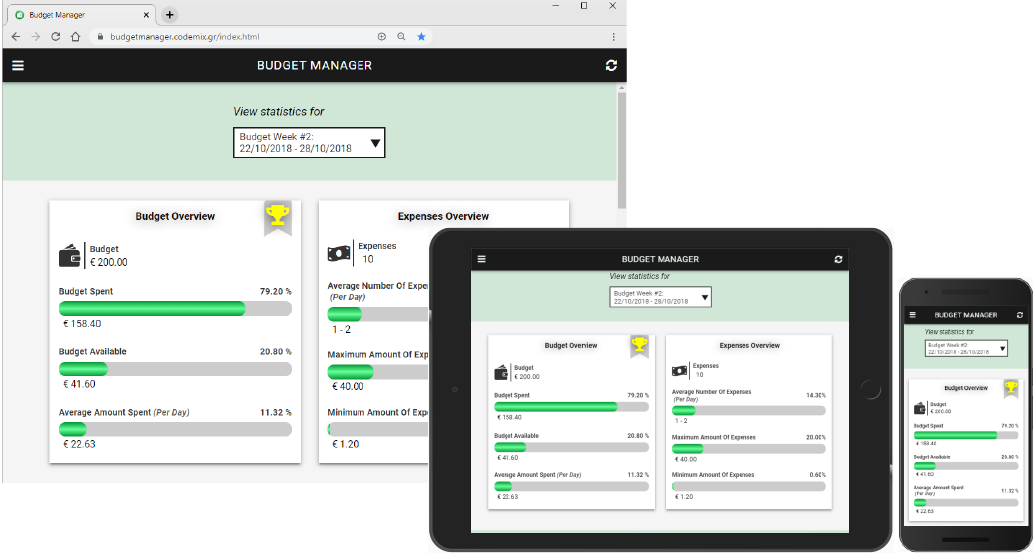 Budget Manager
budgetmanager.codemix.gr/index.html
BUDGET MANAGER
View statistics for
Budget Week #2:
22/10/2018 - 28/10/2018
Budget Overview
Budget
€ 200.00
Budget Spent 79.20 %
€ 158.40
Budget Available 20.80 %
€ 41.60
Average Amount Spent (Per Day) 11.32 %
€ 22.63
Expenses Overview
Expenses
10
Average Number Of Expe
(Per Day)
1 - 2
Maximum Amount Of Exp
€ 40.00
Minimum Amount Of Expe
€ 1.20
BUDGET MANAGER
View statistics for
Budget Week #2:
22/10/2018 - 28/10/2018
Budget Overview
Budget
€ 200.00
Budget Spent 79.20 %
€ 158.40
Budget Available 20.80 %
€ 41.60
Average Amount Spent (Per Day) 11.32 %
€ 22.63
Expenses Overview
Expenses
10
Average Number Of Expenses 14.30%
(Per Day)
1 - 2
Maximum Amount Of Expenses 20.00%
€ 40.00
Minimum Amount Of Expenses 0.60%
€ 1.20
BUDGET MANAGER
View statistics for
Budget Week #2:
22/10/2018 - 28/10/2018
Budget Overview
Budget
€ 200.00
Budget Spent 79.20 %
€ 158.40
Budget Available 20.80 %
€ 41.60
Average Amount Spent 11.32 %
(Per Day)
€ 22.63